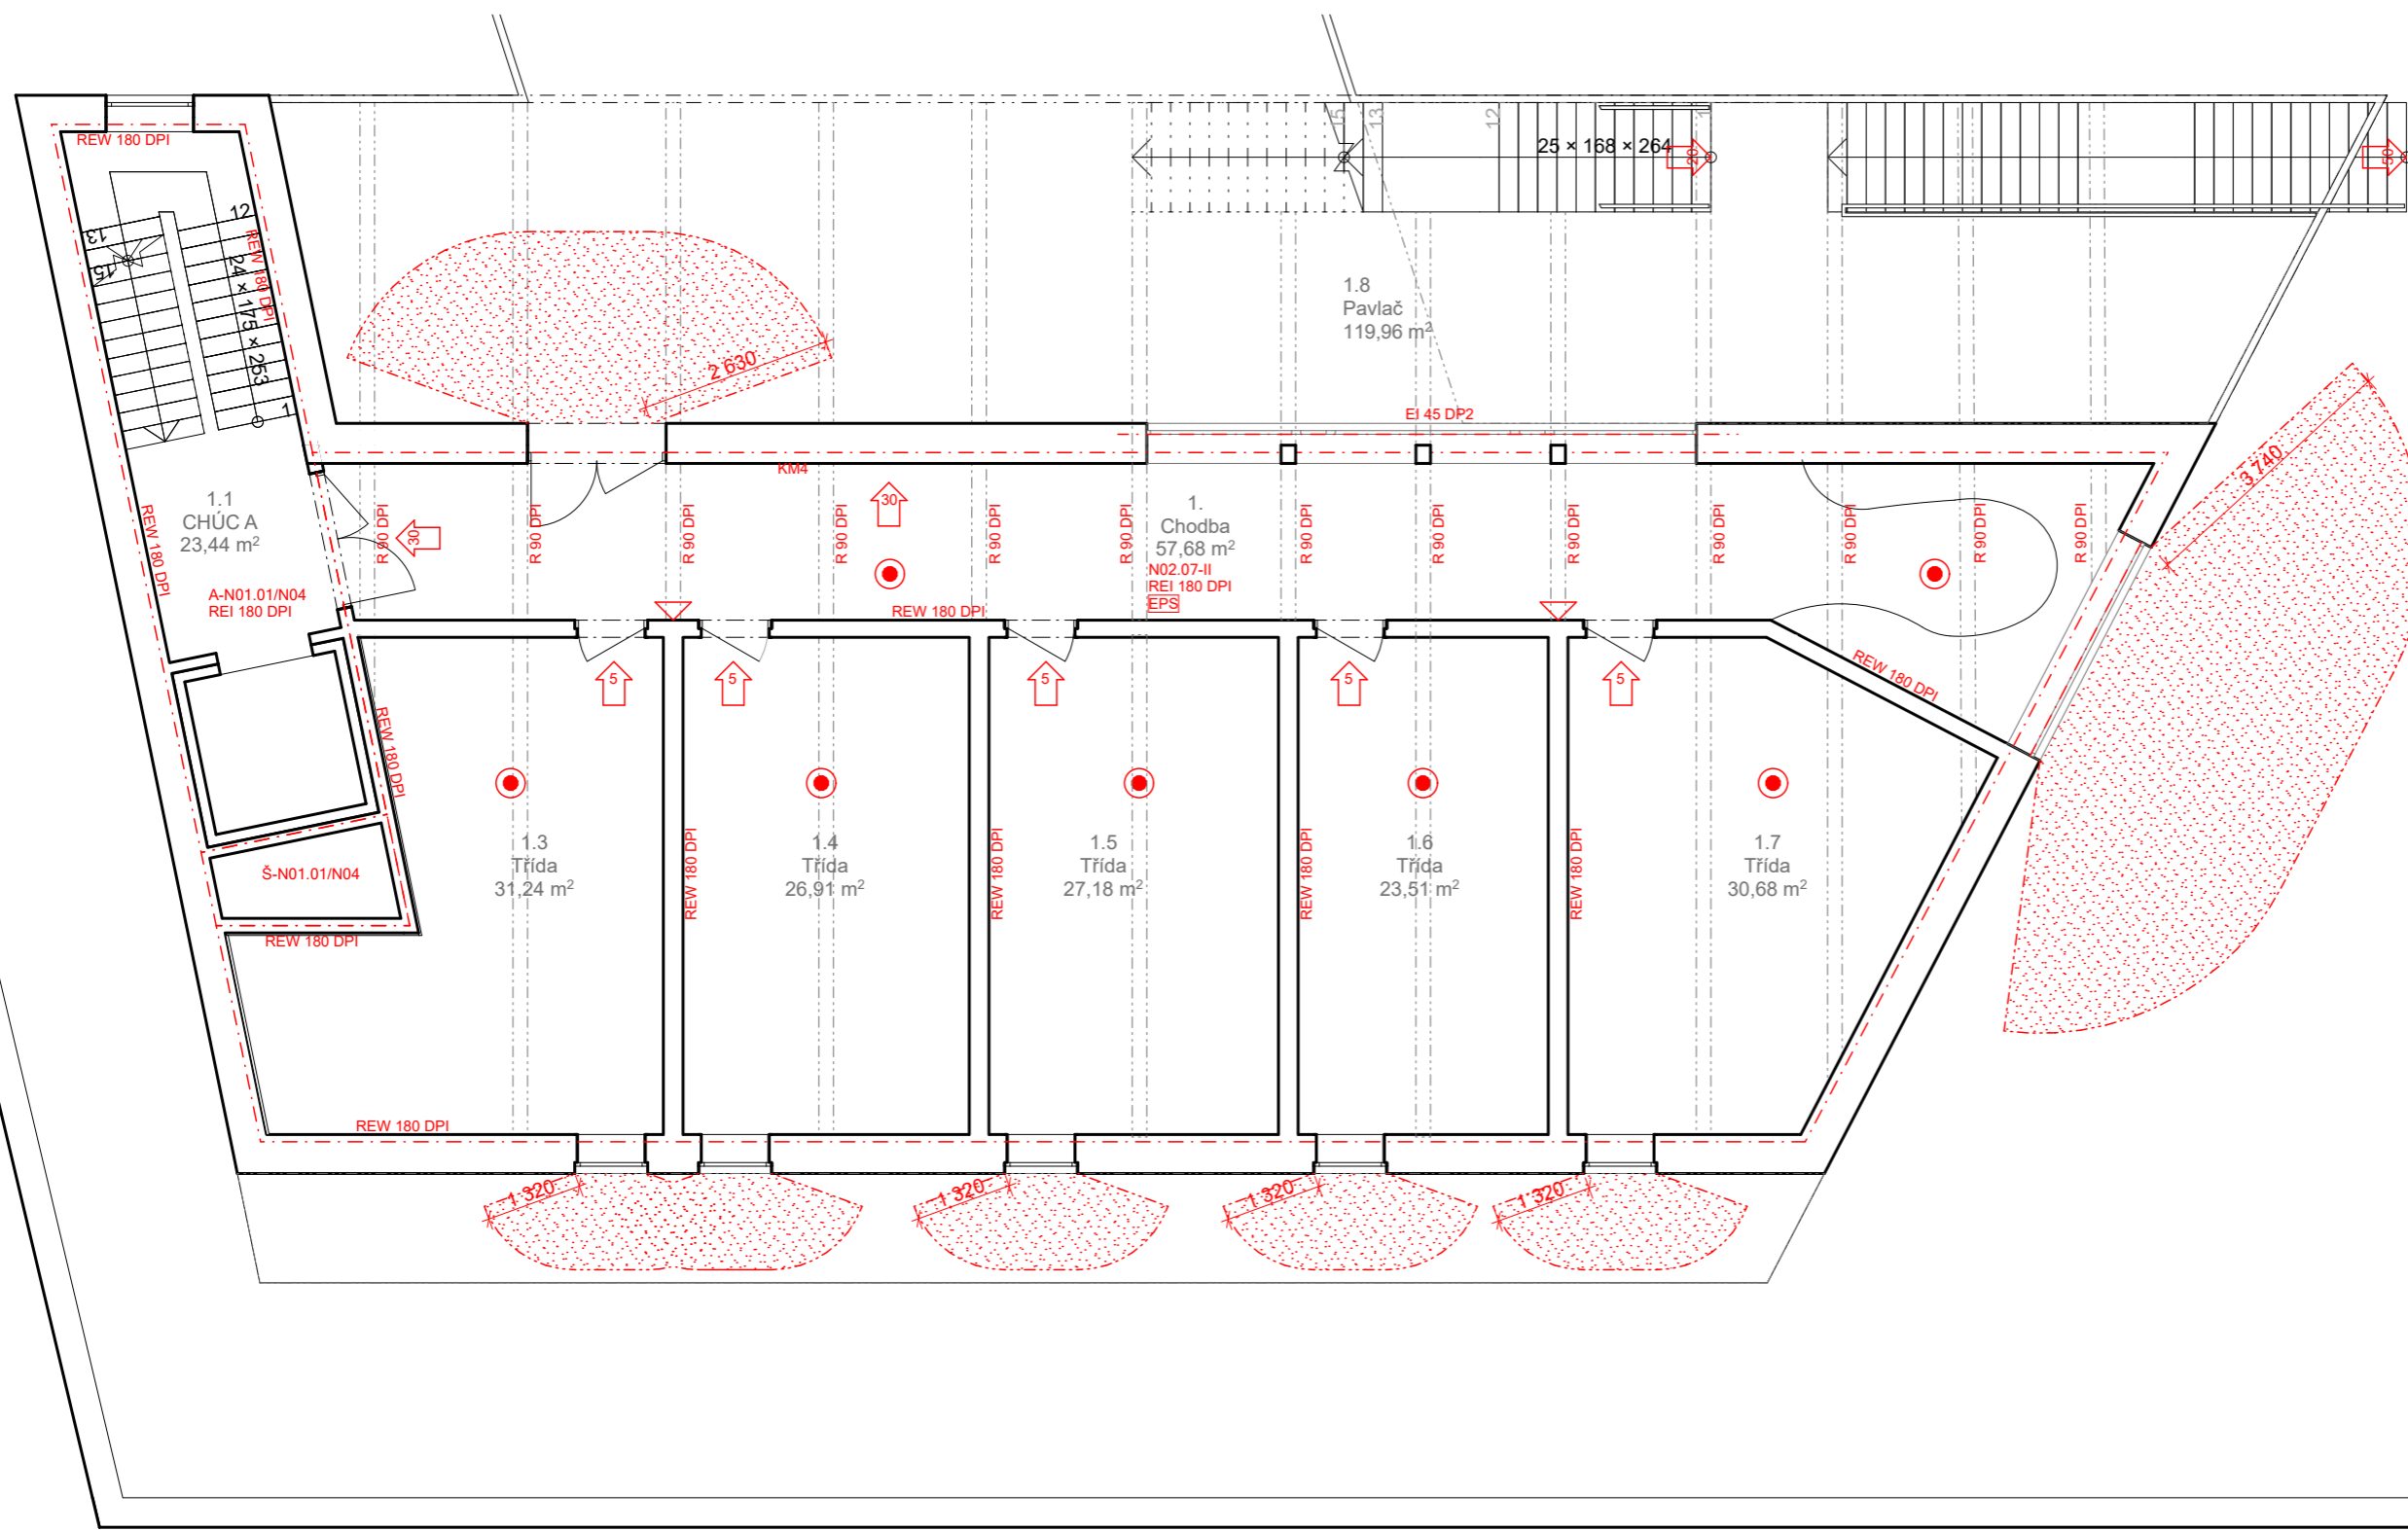 REW 180 DPI
12
13
15
REW 180 DPI
24 × 175 × 253
1
15
13
12
1
25 × 168 × 264
20
50
1.8
Pavlač
119,96 m²
2 630
EI 45 DP2
KM4
3 740
1.1
CHÚC A
23,44 m²
REW 180 DPI
A-N01.01/N04
REI 180 DPI
30
30
R 90 DPI
R 90 DPI
R 90 DPI
R 90 DPI
R 90 DPI
R 90 DPI
R 90 DPI
R 90 DPI
R 90 DPI
R 90 DPI
R 90 DPI
R 90 DPI
R 90 DPI
1.
Chodba
57,68 m²
N02.07-II
REI 180 DPI
EPS
REW 180 DPI
REW 180 DPI
5
5
5
5
5
REW 180 DPI
1.3
Třída
31,24 m²
REW 180 DPI
1.4
Třída
26,91 m²
REW 180 DPI
1.5
Třída
27,18 m²
REW 180 DPI
1.6
Třída
23,51 m²
REW 180 DPI
1.7
Třída
30,68 m²
Š-N01.01/N04
REW 180 DPI
REW 180 DPI
1 320
1 320
1 320
1 320